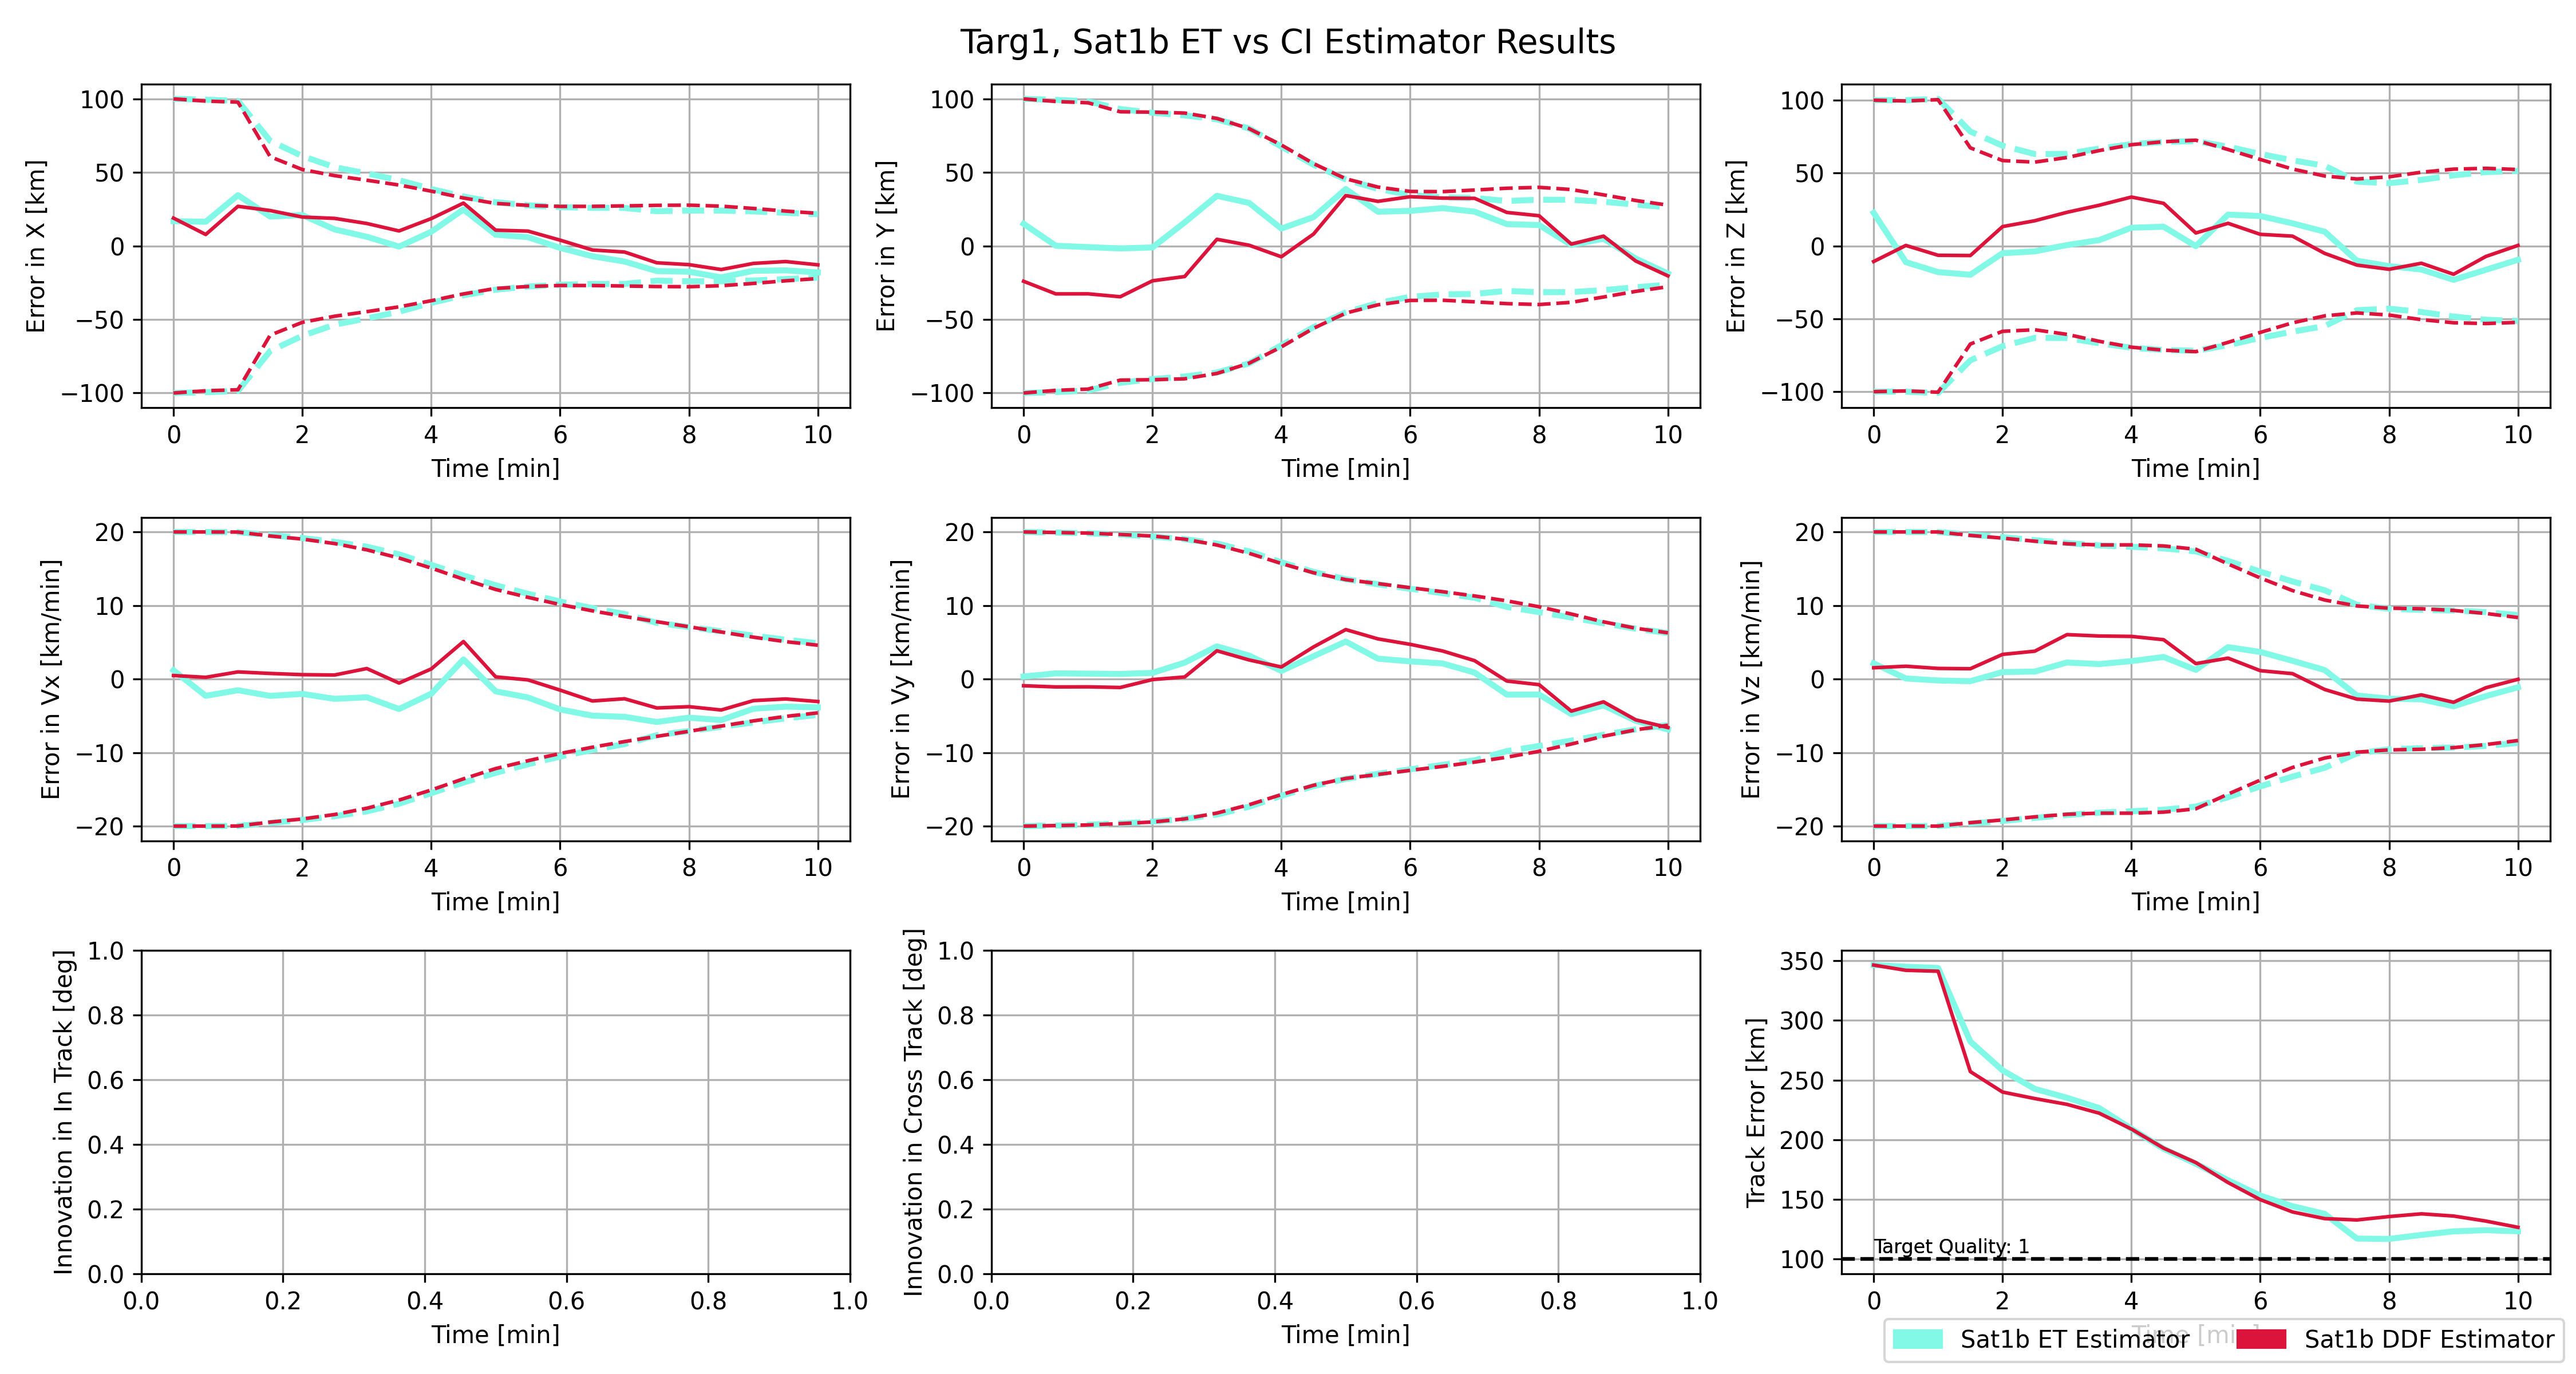 Targ1, Sat1b ET vs CI Estimator Results
Error in X [km]
100
50
0
−50
−100
0 2 4 6 8 10
Time [min]
Error in Y [km]
100
50
0
−50
−100
0 2 4 6 8 10
Time [min]
Error in Z [km]
100
50
0
−50
−100
0 2 4 6 8 10
Time [min]
Error in Vx [km/min]
20
10
0
−10
−20
0 2 4 6 8 10
Time [min]
Error in Vy [km/min]
20
10
0
−10
−20
0 2 4 6 8 10
Time [min]
Error in Vz [km/min]
20
10
0
−10
−20
0 2 4 6 8 10
Time [min]
Innovation in In Track [deg]
1.0
0.8
0.6
0.4
0.2
0.0
0.0 0.2 0.4 0.6 0.8 1.0
Time [min]
Innovation in Cross Track [deg]
1.0
0.8
0.6
0.4
0.2
0.0
0.0 0.2 0.4 0.6 0.8 1.0
Time [min]
Track Error [km]
350
300
250
200
150
100
Target Quality: 1
0 2 4 6 8 10
Time [min]
Sat1b ET Estimator
Sat1b DDF Estimator